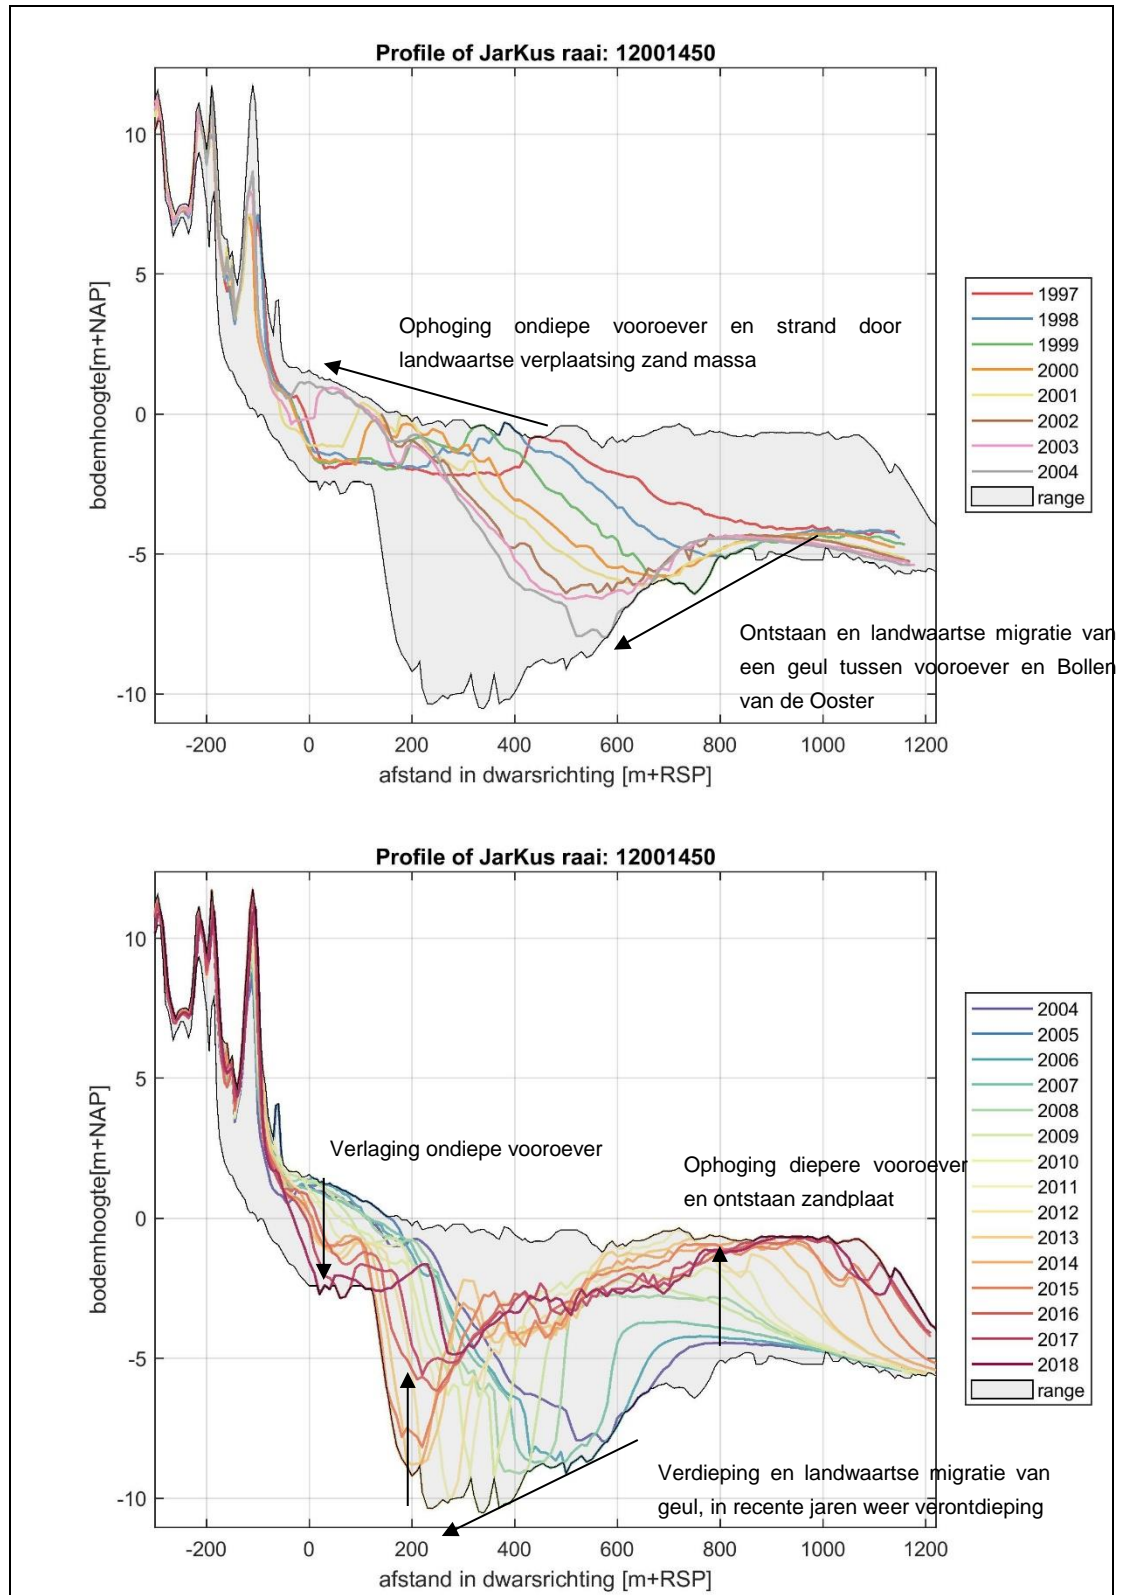 Profile of JarKus raai: 12001450
10
5
0
-5
-10
bodemhoogte[m+NAP]
-200
0
200
400
600
800
1000
1200
afstand in dwarsrichting [m+RSP]
Ophoging ondiepe vooroever en strand door
landwaartse verplaatsing zand massa
Ontstaan en landwaartse migratie van
een geul tussen vooroever en Bollen
van de Ooster
1997
1998
1999
2000
2001
2002
2003
2004
range
Profile of JarKus raai: 12001450
10
5
0
-5
-10
bodemhoogte[m+NAP]
-200
0
200
400
600
800
1000
1200
afstand in dwarsrichting [m+RSP]
Verlaging ondiepe vooroever
Ophoging diepere vooroever
en ontstaan zandplaat
Verdieping en landwaartse migratie van
geul, in recente jaren weer verontdieping
2004
2005
2006
2007
2008
2009
2010
2011
2012
2013
2014
2015
2016
2017
2018
range